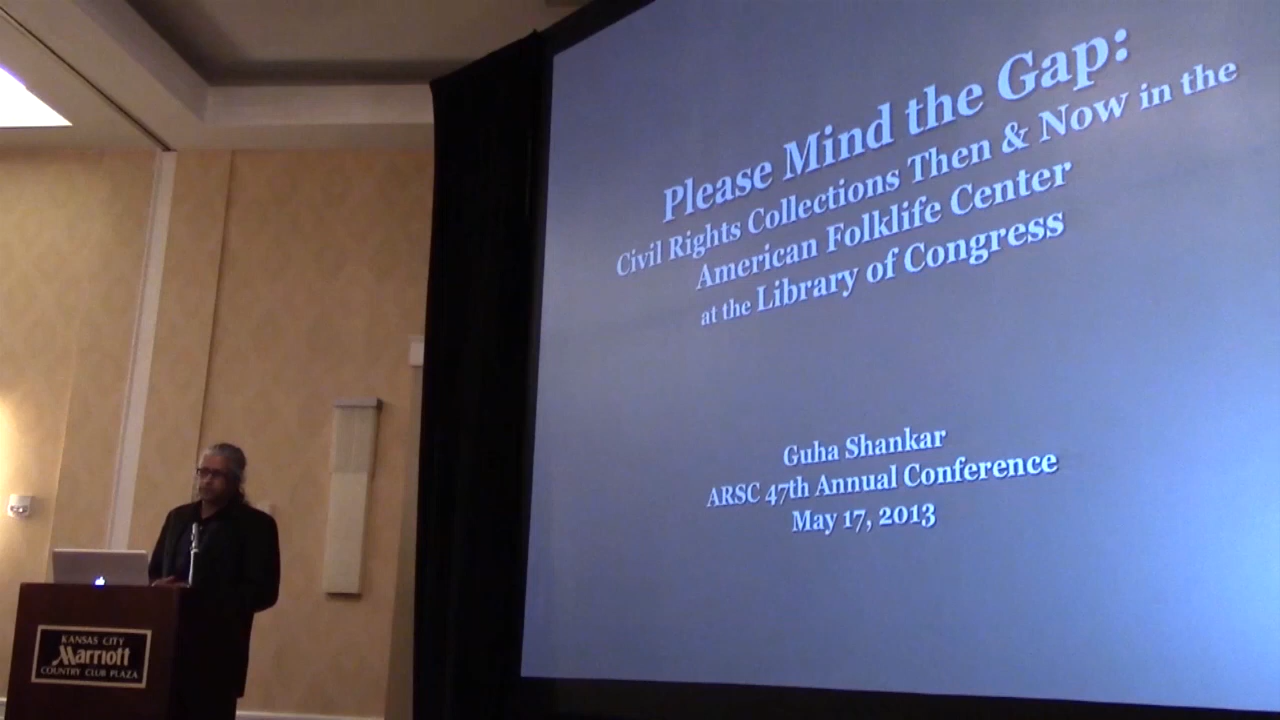 Please Mind the Gap:
Civil Rights Collections Then & Now in the
American Folklife Center
at the Library of Congress
Guha Shankar
ARSC 47th Annual Conference
May 17, 2013
KANSAS CITY
Marriott
COUNTRY CLUB PLAZA